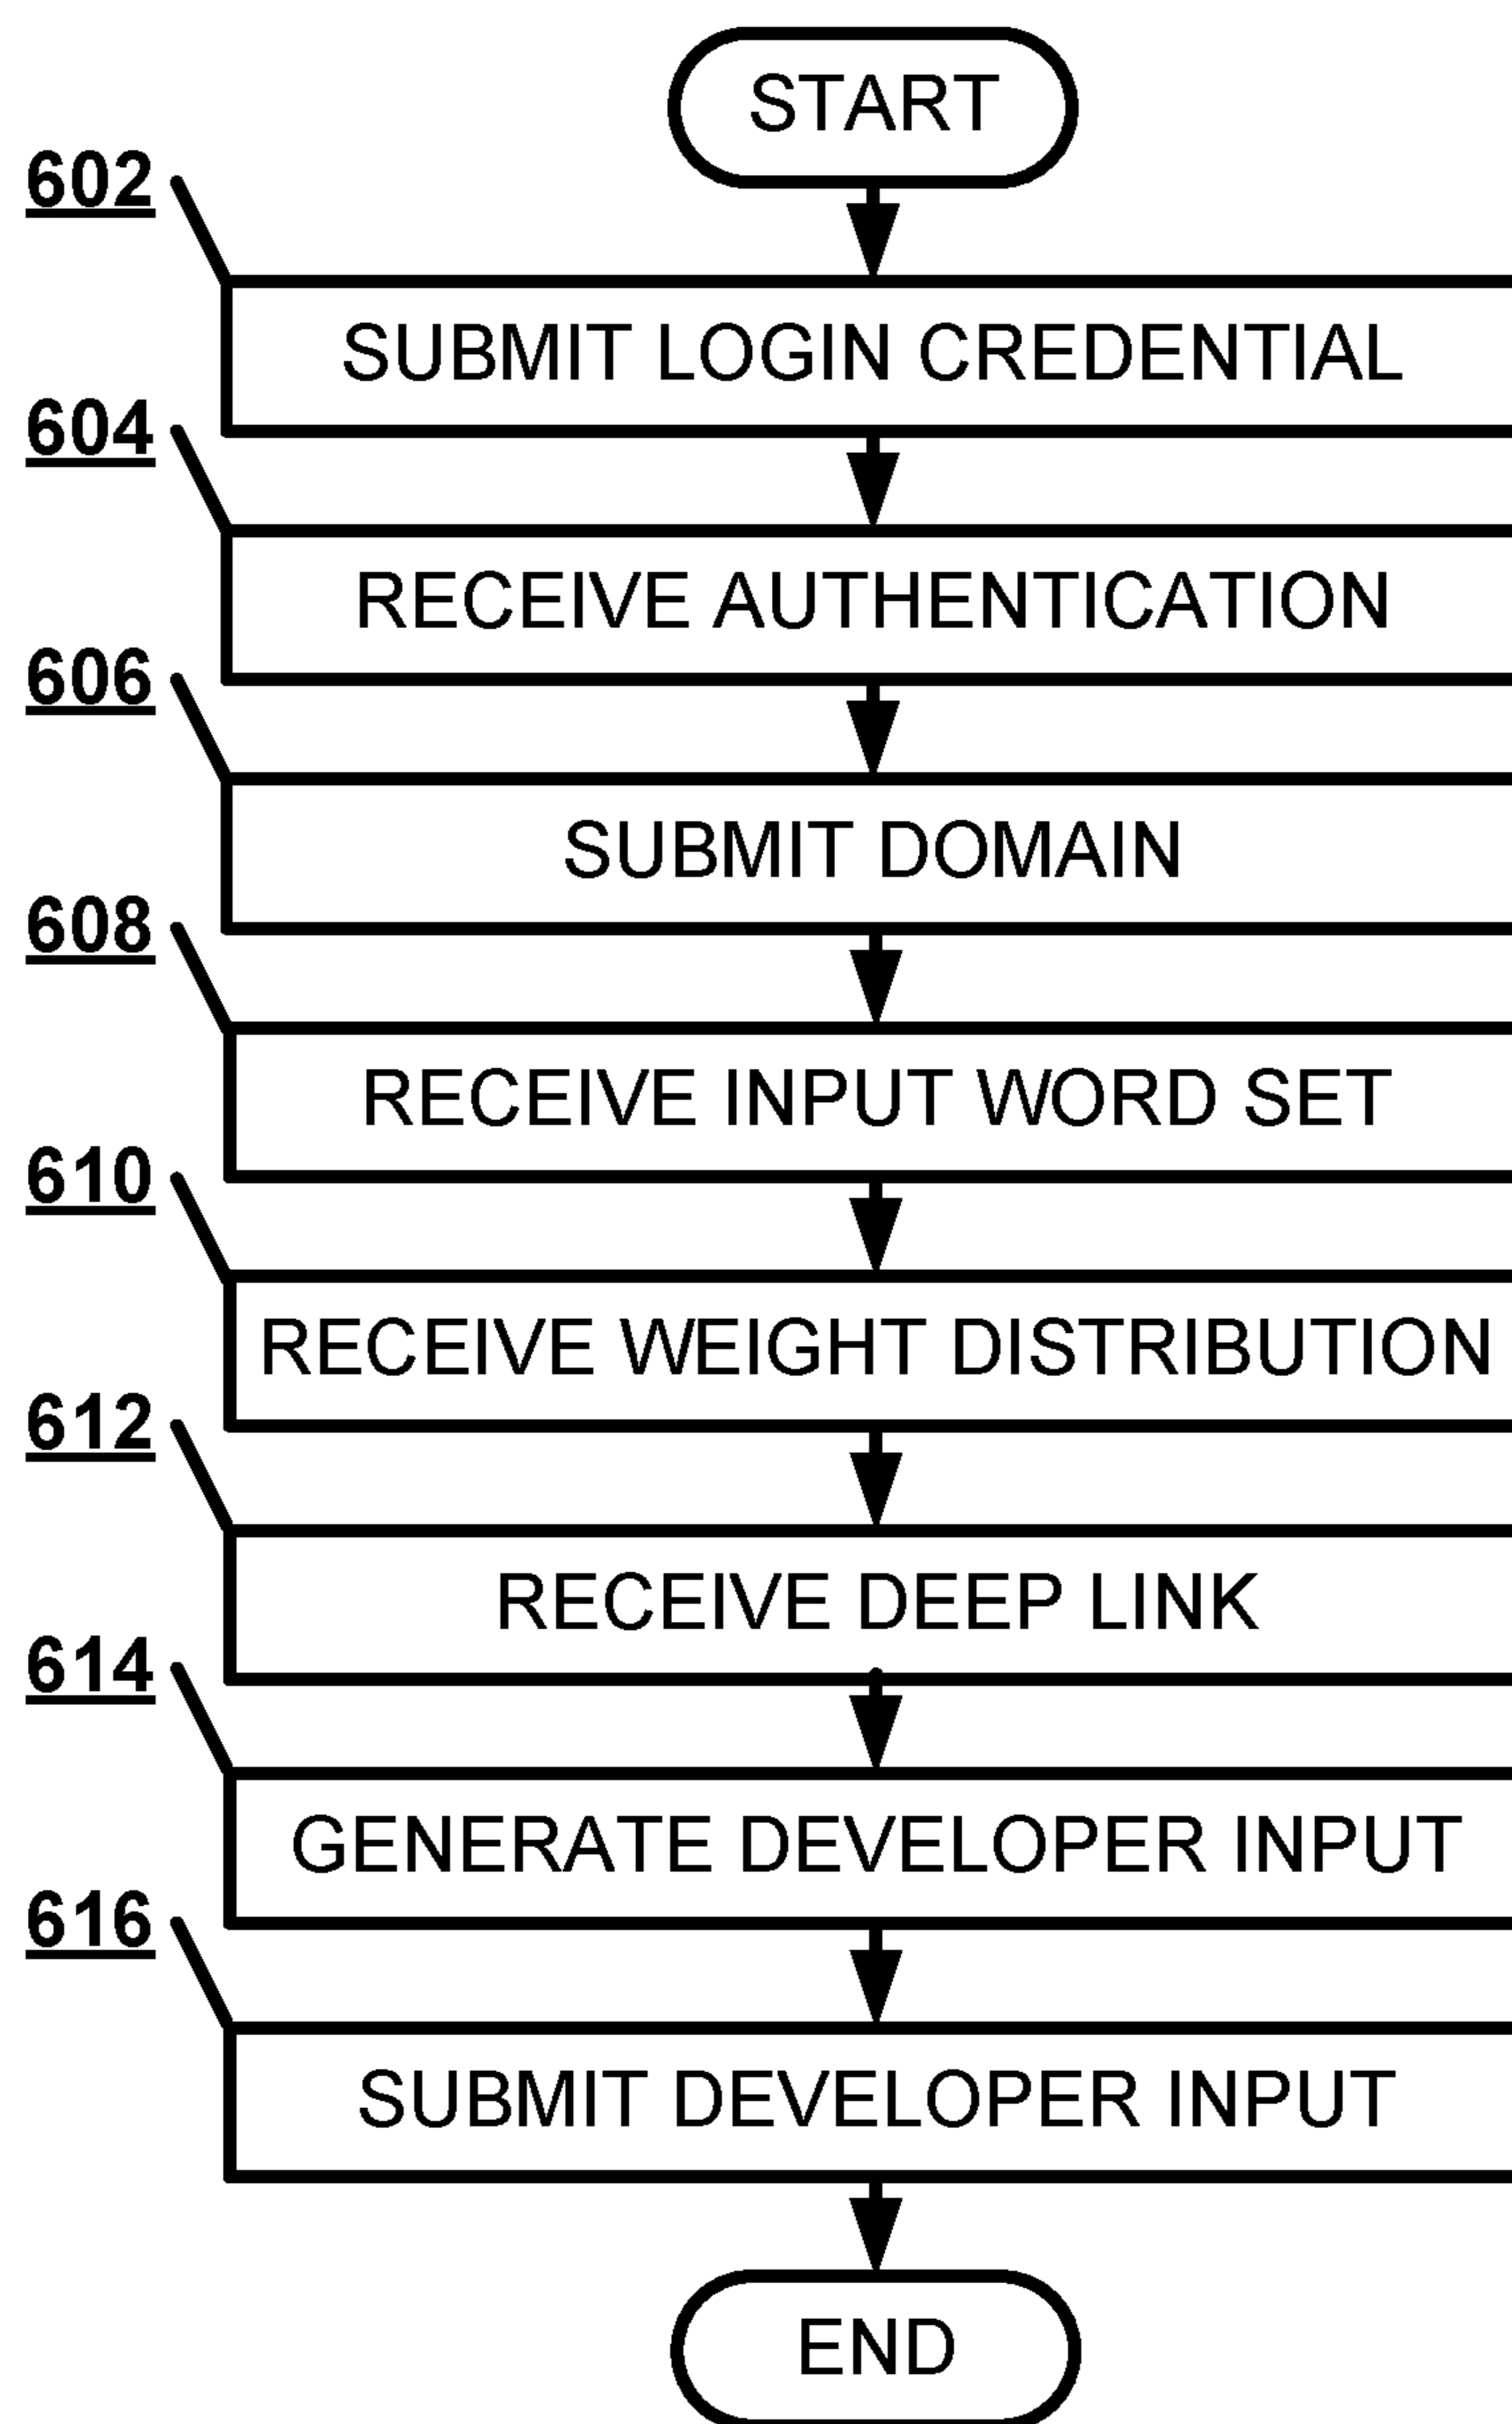 START
602
SUBMIT LOGIN CREDENTIAL
604
RECEIVE AUTHENTICATION
606
SUBMIT DOMAIN
608
RECEIVE INPUT WORD SET
610
RECEIVE WEIGHT DISTRIBUTION
612
RECEIVE DEEP LINK
614
GENERATE DEVELOPER INPUT
616
SUBMIT DEVELOPER INPUT
END